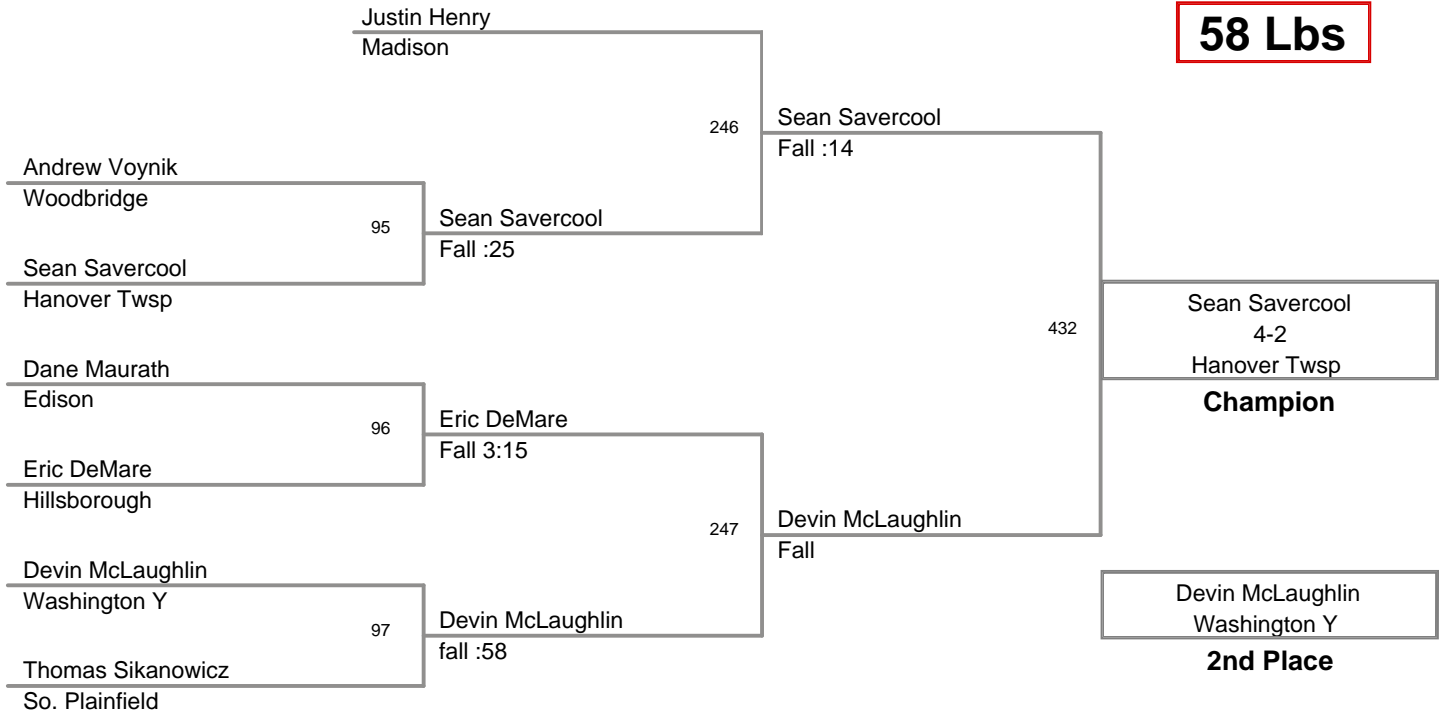 Justin Henry
Madison
58 Lbs
246
Sean Savercool
Fall :14
Andrew Voynik
Woodbridge
95
Sean Savercool
Fall :25
Sean Savercool
Hanover Twsp
432
Sean Savercool
4-2
Hanover Twsp
Champion
Dane Maurath
Edison
96
Eric DeMare
Fall 3:15
Eric DeMare
Hillsborough
247
Devin McLaughlin
Fall
Devin McLaughlin
Washington Y
97
Devin McLaughlin
fall :58
Thomas Sikanowicz
So. Plainfield
Devin McLaughlin
Washington Y
2nd Place